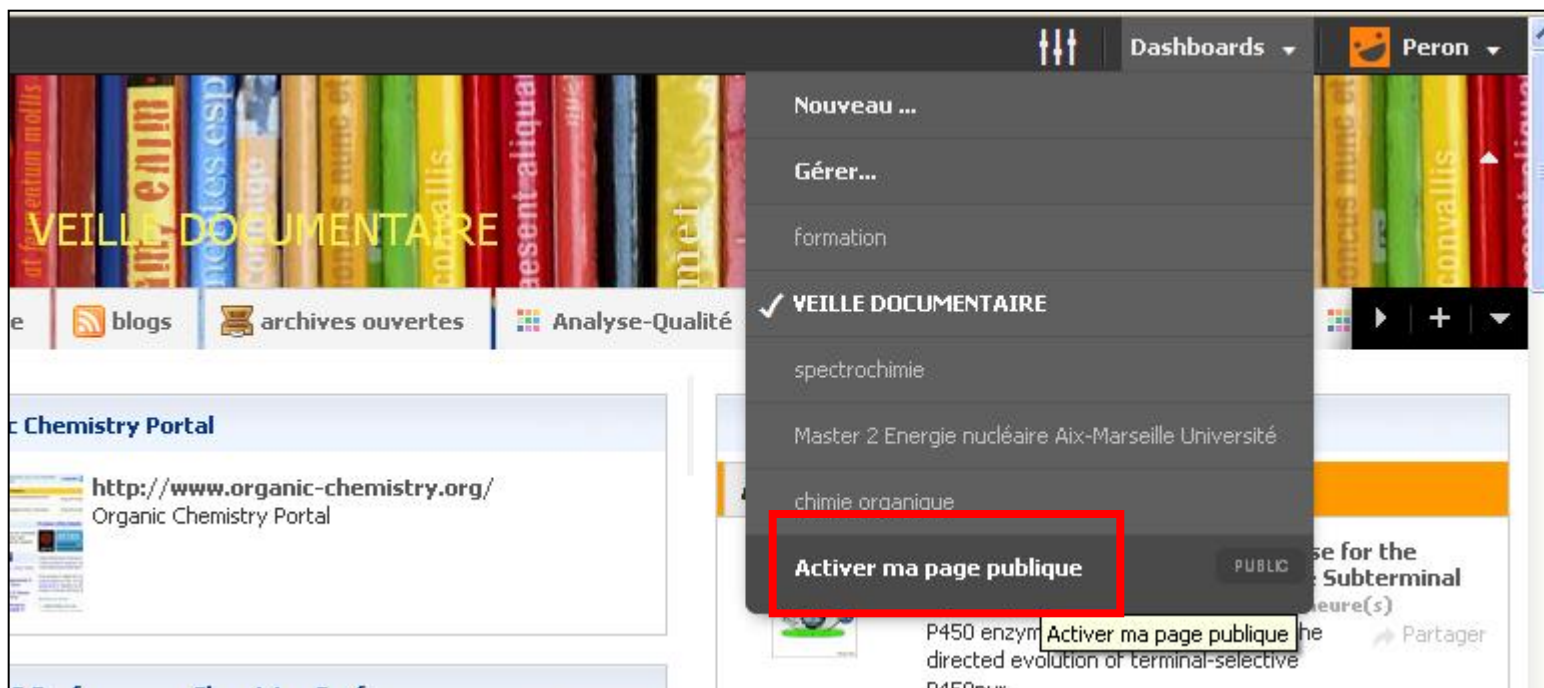 Dashboards
Peron
VEILLE DOCUMENTAIRE
Nouveau ...
Gérer...
formation
VEILLE DOCUMENTAIRE
spectrochimie
Master 2 Energie nucléaire Aix-Marseille Université
chimie organique
Activer ma page publique
PUBLIC
Activer ma page publique
e
blogs
archives ouvertes
Analyse-Qualité
Chemistry Portal
http://www.organic-chemistry.org/
Organic Chemistry Portal
se for the
Subterminal
eure(s)
P450 enzym
he
Partager
directed evolution of terminal-selective